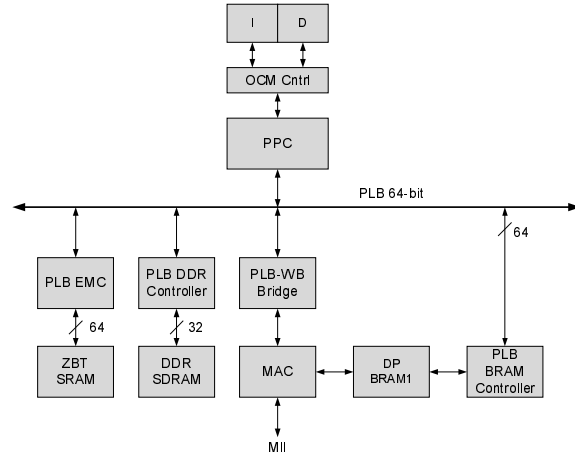 I D
OCM Cntrl
PPC
PLB 64-bit
64
PLB EMC
PLB DDR
Controller
PLB-WB
Bridge
64
32
ZBT
SRAM
DDR
SDRAM
MAC
DP
BRAM1
PLB
BRAM
Controller
MII